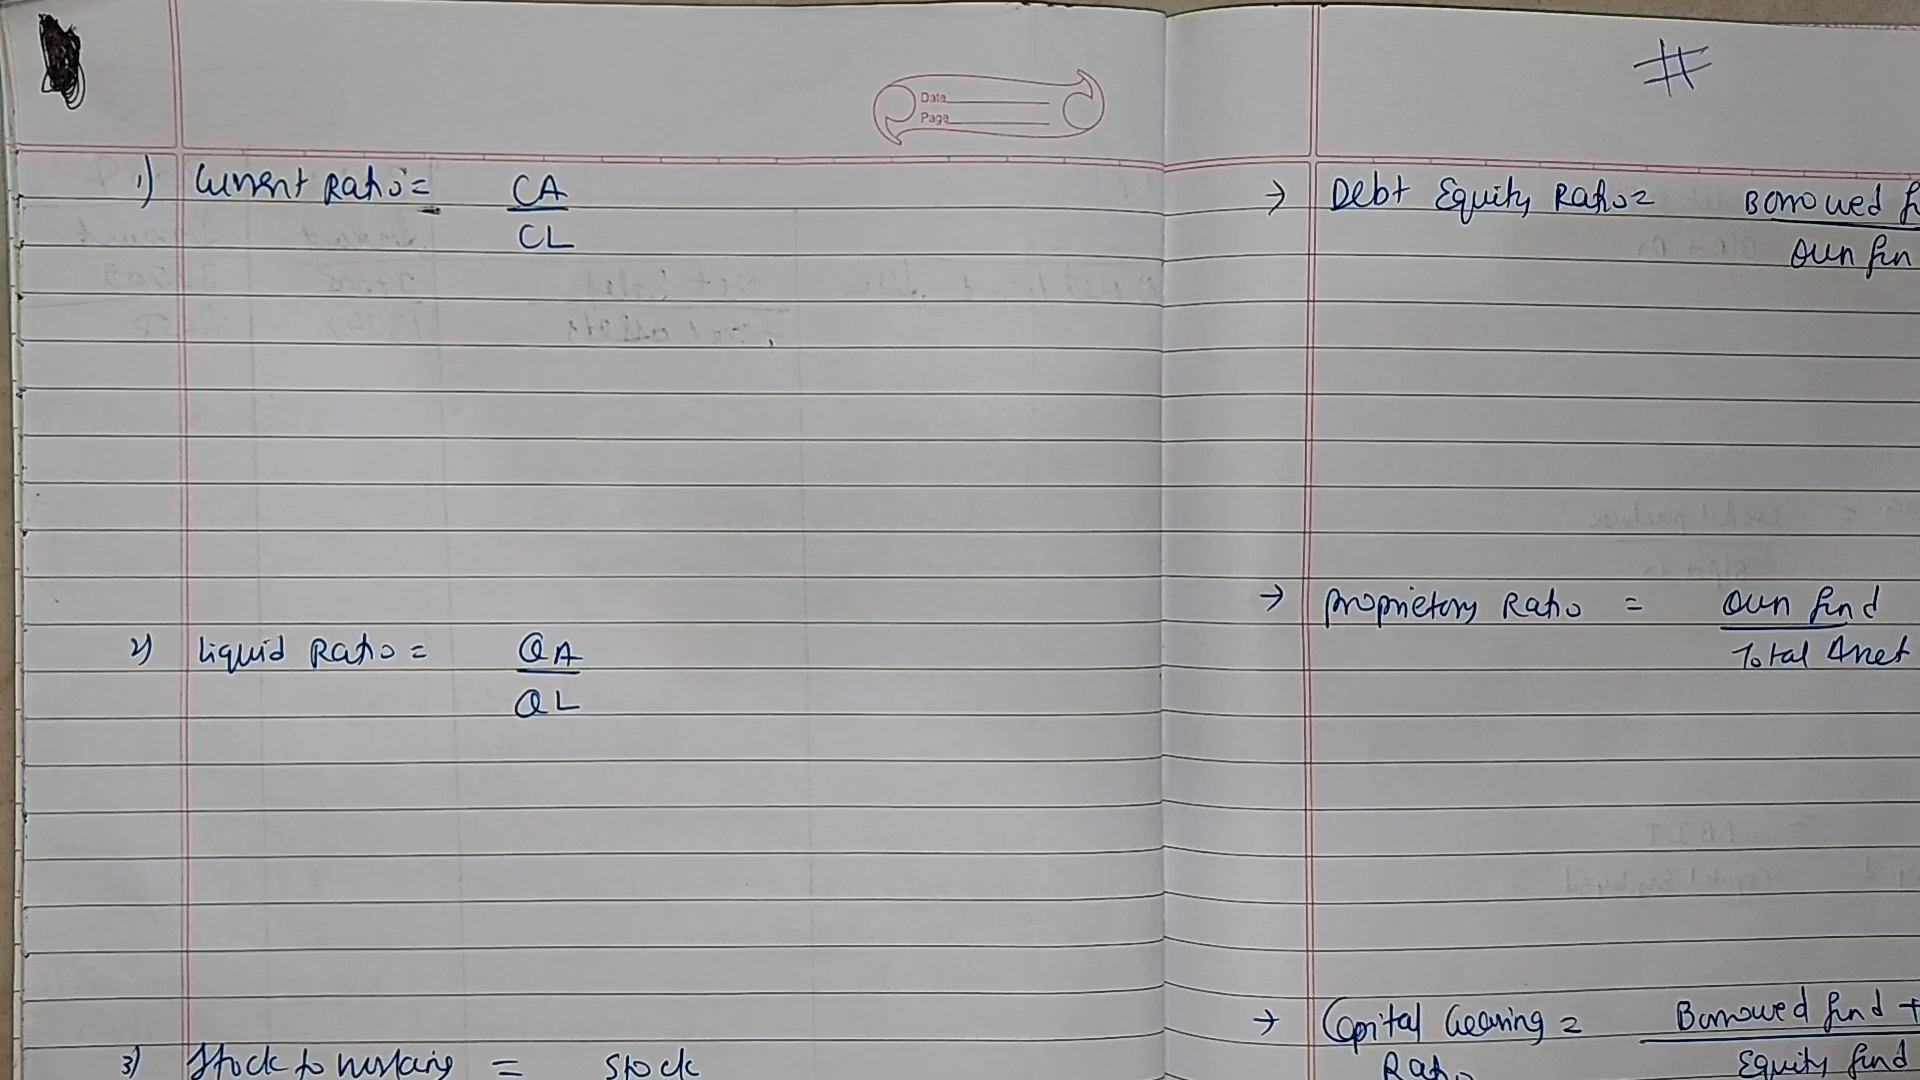 Date
Page
1) Current Ratio = CA
CL
2) Liquid Ratio = QA
QL
3) Stock to working = Stock
#
→ Debt Equity Ratio = Borrowed
Own fun
→ Proprietory Ratio = Own fund
Total Asset
→ Capital Gearing = Borrowed fund +
Ratio Equity fund